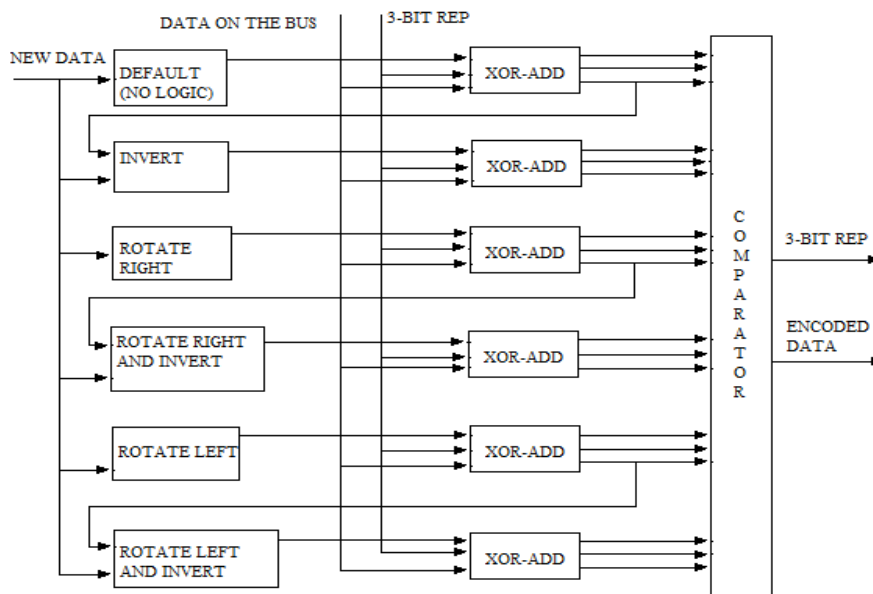 DATA ON THE BUS
3-BIT REP
NEW DATA
DEFAULT
(NO LOGIC)
XOR-ADD
INVERT
XOR-ADD
ROTATE
RIGHT
XOR-ADD
ROTATE RIGHT
AND INVERT
XOR-ADD
ROTATE LEFT
XOR-ADD
ROTATE LEFT
AND INVERT
XOR-ADD
C
O
M
P
A
R
A
T
O
R
3-BIT REP
ENCODED
DATA